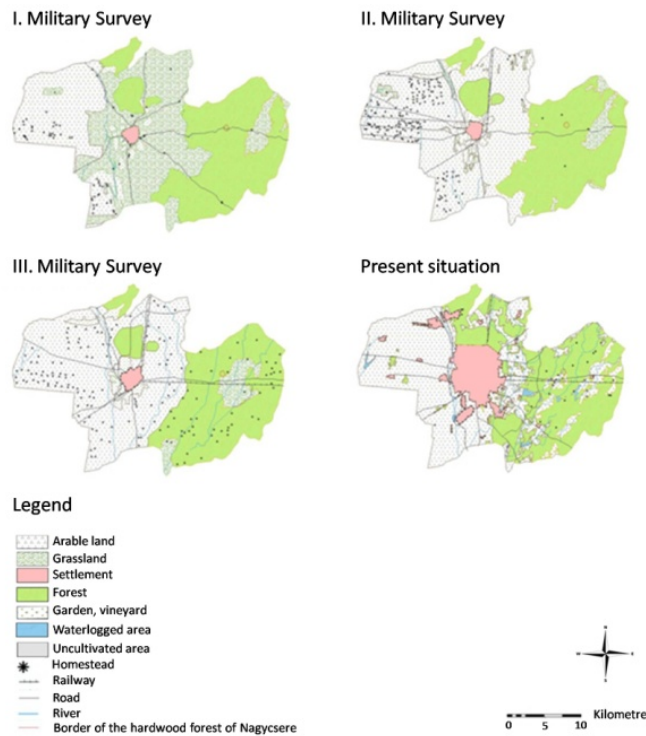 I. Military Survey
II. Military Survey
III. Military Survey
Present situation
Legend
Arable land
Grassland
Settlement
Forest
Garden, vineyard
Waterlogged area
Uncultivated area
Homestead
Railway
Road
River
Border of the hardwood forest of Nagycsere
N
W
E
S
Kilometre
0 5 10